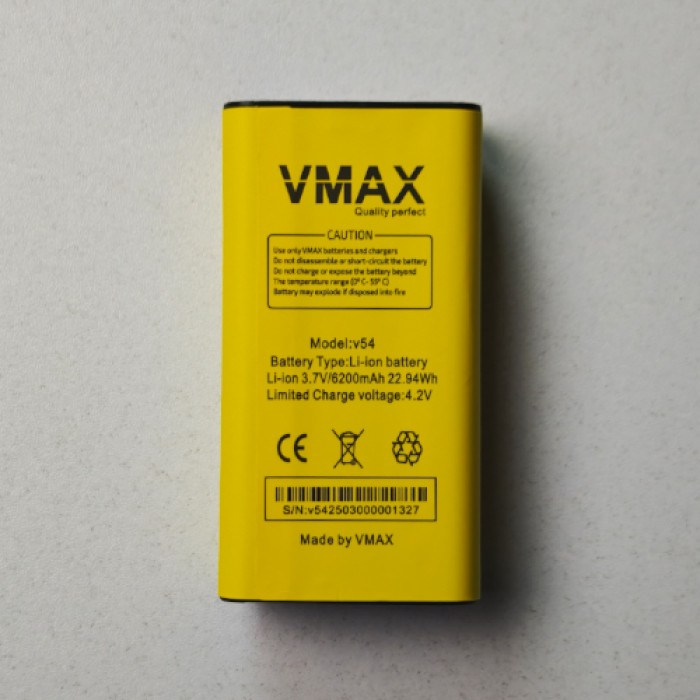 VMAX
Quality perfect
CAUTION
Use only VMAX batteries and chargers
Do not disassemble or short-circuit the battery
Do not charge or expose the battery beyond
The temperature range (0°C-55°C)
Battery may explode if disposed into fire
Model:v54
Battery Type:Li-ion battery
Li-ion 3.7V/6200mAh 22.94Wh
Limited Charge voltage:4.2V
CE
S/N:v542503000001327
Made by VMAX